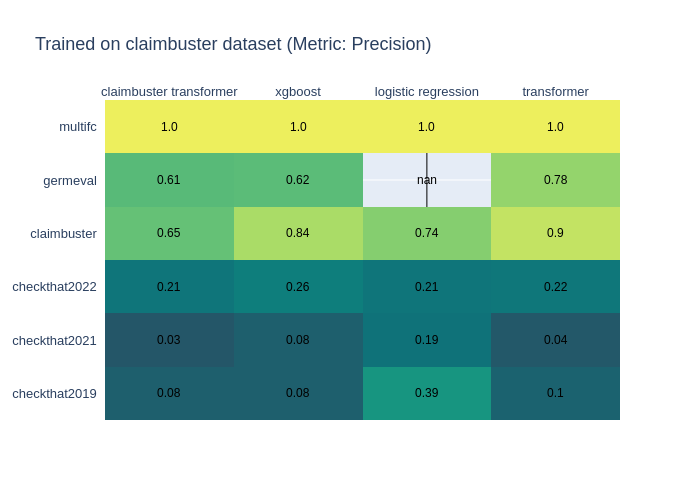 Trained on claimbuster dataset (Metric: Precision)
claimbuster transformer xgboost logistic regression transformer
multifc 1.0 1.0 1.0 1.0
germeval 0.61 0.62 nan 0.78
claimbuster 0.65 0.84 0.74 0.9
checkthat2022 0.21 0.26 0.21 0.22
checkthat2021 0.03 0.08 0.19 0.04
checkthat2019 0.08 0.08 0.39 0.1